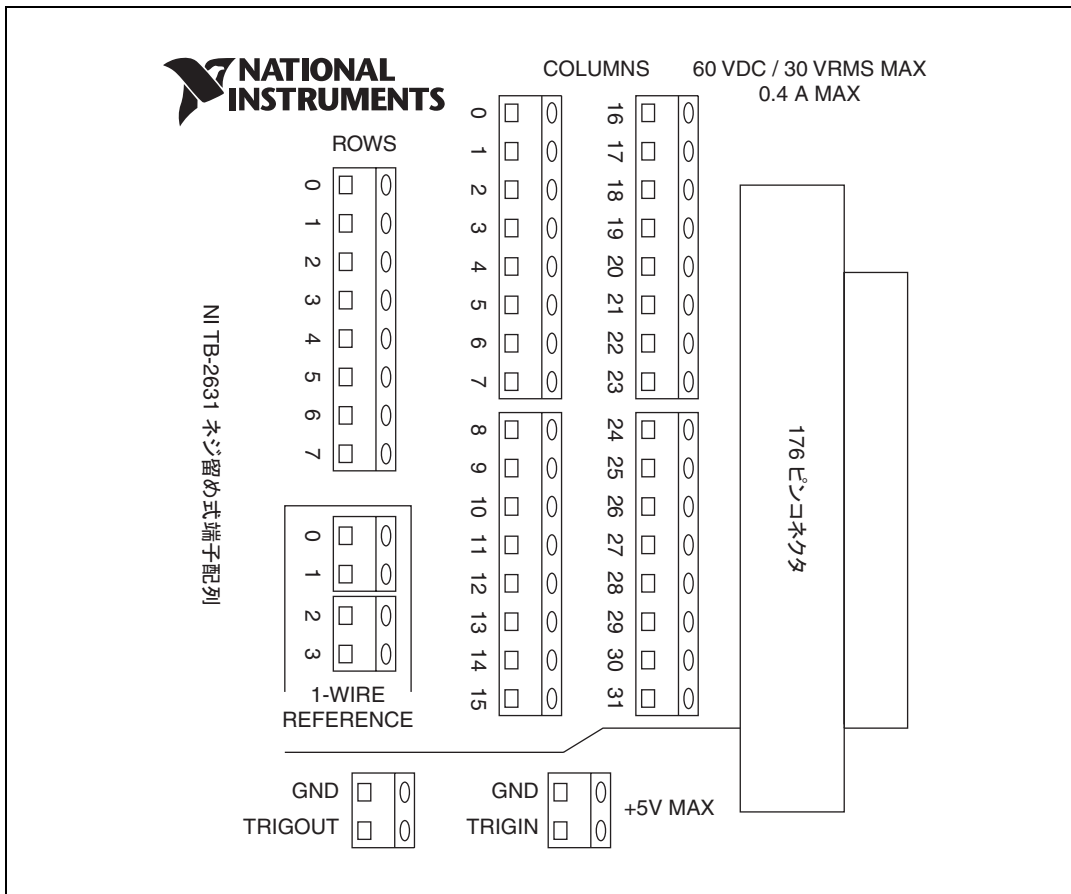 NATIONAL
INSTRUMENTS
COLUMNS
60 VDC / 30 VRMS MAX
0.4 A MAX
ROWS
0
1
2
3
4
5
6
7
0
1
2
3
4
5
6
7
8
9
10
11
12
13
14
15
16
17
18
19
20
21
22
23
24
25
26
27
28
29
30
31
NI TB-2631 ネジ留め式端子配列
0
1
2
3
1-WIRE
REFERENCE
176 ピンコネクタ
GND
TRIGOUT
GND
TRIGIN
+5V MAX